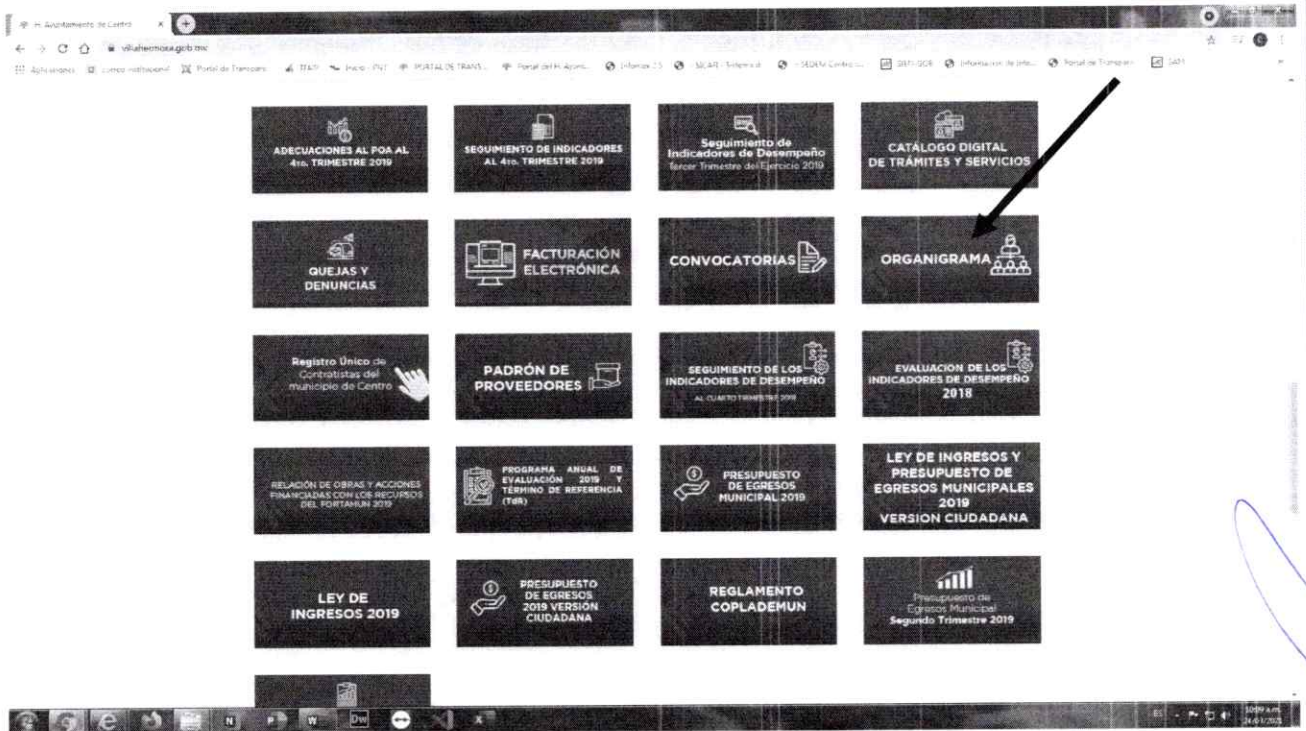 H. Ayuntamiento de Centro
villahermosa.gob.mx
ADECUACIONES AL POA AL
4TO. TRIMESTRE 2019
SEGUIMIENTO DE INDICADORES
AL 4TO. TRIMESTRE 2019
Seguimiento de
Indicadores de Desempeño
Tercer Trimestre del Ejercicio 2019
CATÁLOGO DIGITAL
DE TRÁMITES Y SERVICIOS
QUEJAS Y
DENUNCIAS
FACTURACIÓN
ELECTRÓNICA
CONVOCATORIAS
ORGANIGRAMA
Registro Único de
Contratistas del
municipio de Centro
PADRÓN DE
PROVEEDORES
SEGUIMIENTO DE LOS
INDICADORES DE DESEMPEÑO
AL CUARTO TRIMESTRE 2018
EVALUACION DE LOS
INDICADORES DE DESEMPEÑO
2018
RELACIÓN DE OBRAS Y ACCIONES
FINANCIADAS CON LOS RECURSOS
DEL FORTAMUN 2019
PROGRAMA ANUAL DE
EVALUACIÓN 2019 Y
TÉRMINO DE REFERENCIA
(TdR)
PRESUPUESTO
DE EGRESOS
MUNICIPAL 2019
LEY DE INGRESOS Y
PRESUPUESTO DE
EGRESOS MUNICIPALES
2019
VERSION CIUDADANA
LEY DE
INGRESOS 2019
PRESUPUESTO
DE EGRESOS
2019 VERSIÓN
CIUDADANA
REGLAMENTO
COPLADEMUN
Presupuesto de
Egresos Municipal
Segundo Trimestre 2019
ES
10:09 a.m.